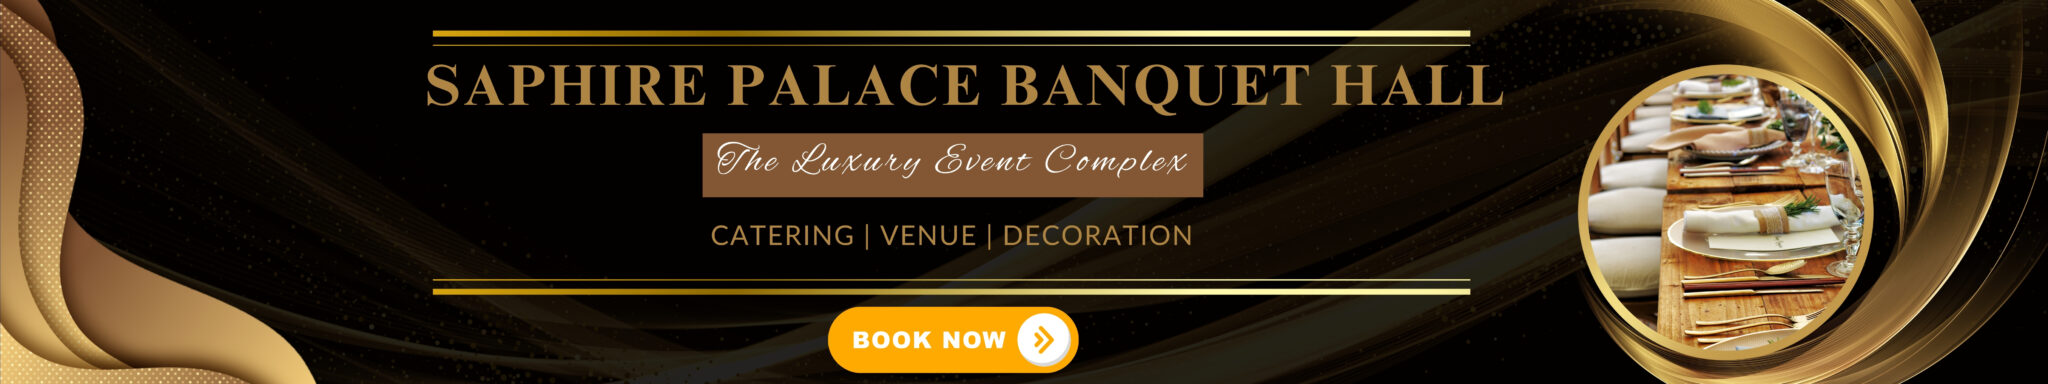 SAPHIRE PALACE BANQUET HALL
The Luxury Event Complex
CATERING | VENUE | DECORATION
BOOK NOW